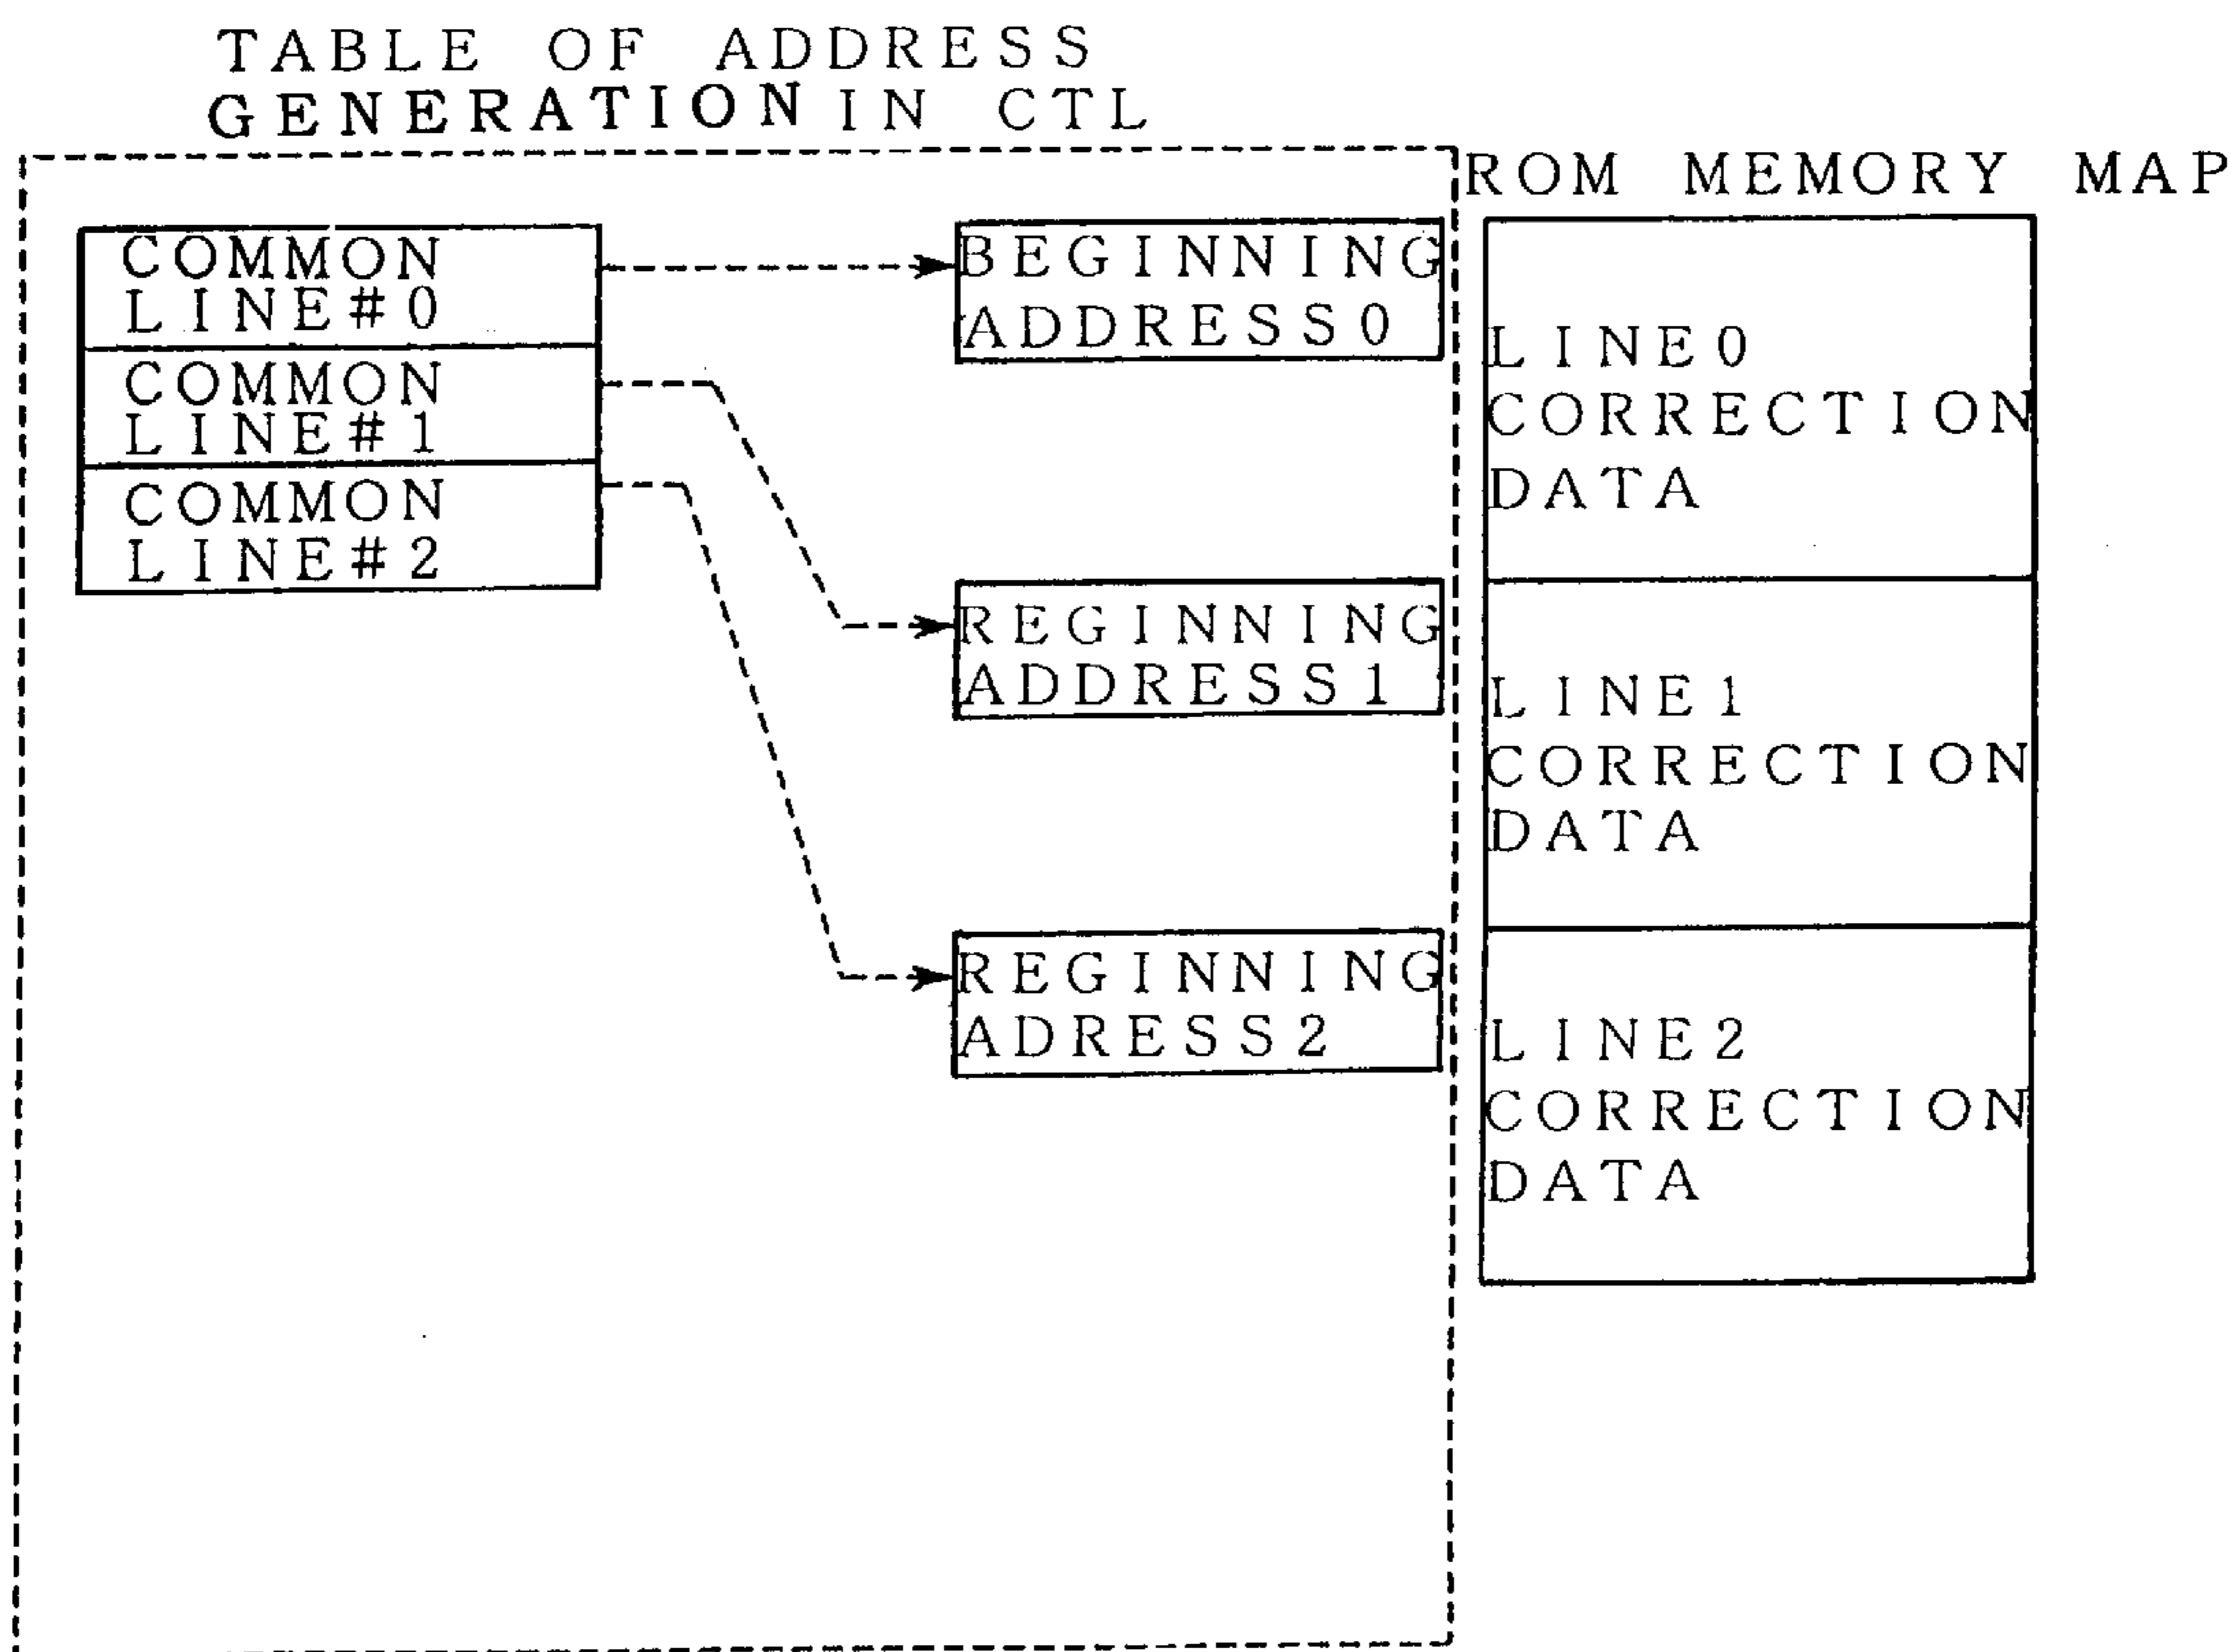 TABLE OF ADDRESS
GENERATION IN CTL
ROM MEMORY MAP
COMMON
LINE#0
COMMON
LINE#1
COMMON
LINE#2
BEGINNING
ADDRESS0
REGINNING
ADDRESS1
REGINNING
ADRESS2
LINE0
CORRECTION
DATA
LINE1
CORRECTION
DATA
LINE2
CORRECTION
DATA